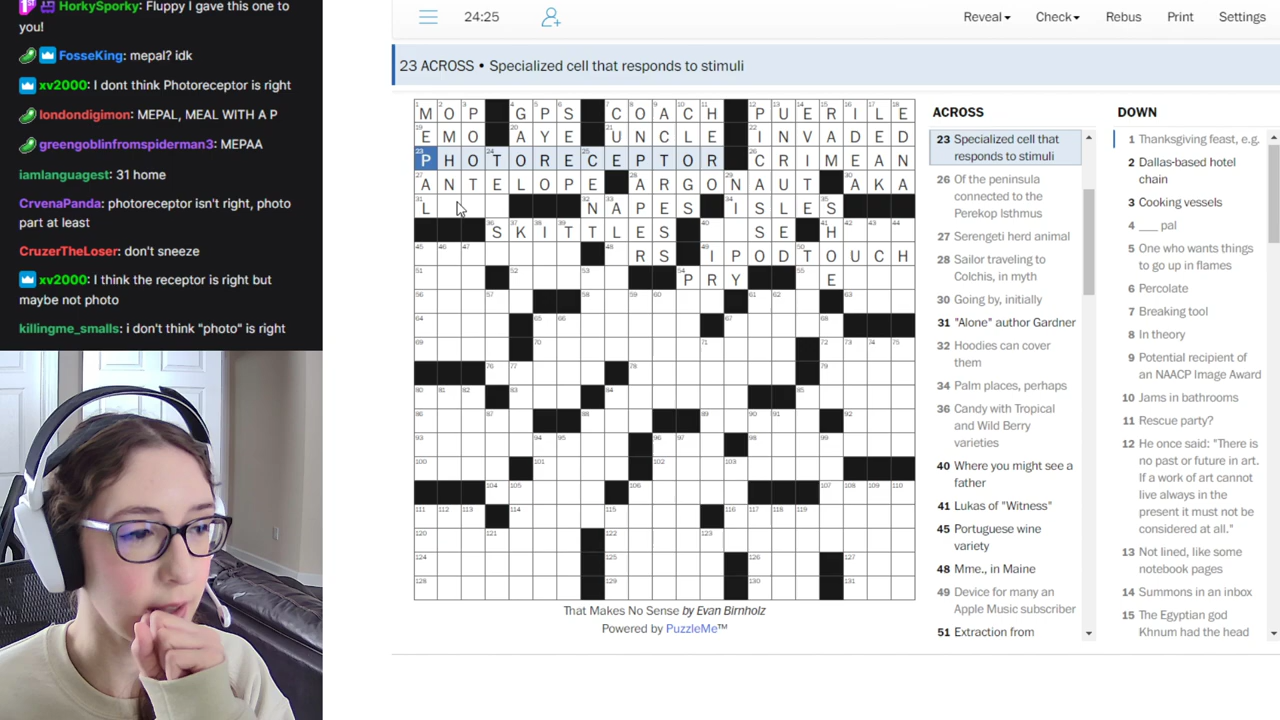 HorkySporky: Fluppy I gave this one to
you!
FosseKing: mepal? idk
xv2000: I dont think Photoreceptor is right
londondigimon: MEPAL, MEAL WITH A P
greengoblinfromspiderman3: MEPAA
iamlanguagest: 31 home
CrvenaPanda: photoreceptor isn't right, photo
part at least
CruzerTheLoser: don't sneeze
xv2000: I think the receptor is right but
maybe not photo
killingme_smalls: i don't think "photo" is right
24:25
Reveal
Check
Rebus
Print
Settings
23 ACROSS • Specialized cell that responds to stimuli
MOP GPS COACH PUERILE
EMO AYE UNCLE INVADED
PHOTORECEPTOR CRIMEAN
ANTELOPE ARGONAUT AKA
L NAPES ISLES
SKITTLES SE H
RS IPODTOUCH
PRY E
That Makes No Sense by Evan Birnholz
Powered by PuzzleMe™
ACROSS
23 Specialized cell that
responds to stimuli
26 Of the peninsula
connected to the
Perekop Isthmus
27 Serengeti herd animal
28 Sailor traveling to
Colchis, in myth
30 Going by, initially
31 "Alone" author Gardner
32 Hoodies can cover
them
34 Palm places, perhaps
36 Candy with Tropical
and Wild Berry
varieties
40 Where you might see a
father
41 Lukas of "Witness"
45 Portuguese wine
variety
48 Mme., in Maine
49 Device for many an
Apple Music subscriber
51 Extraction from
DOWN
1 Thanksgiving feast, e.g.
2 Dallas-based hotel
chain
3 Cooking vessels
4 ___ pal
5 One who wants things
to go up in flames
6 Percolate
7 Breaking tool
8 In theory
9 Potential recipient of
an NAACP Image Award
10 Jams in bathrooms
11 Rescue party?
12 He once said: "There is
no past or future in art.
If a work of art cannot
live always in the
present it must not be
considered at all."
13 Not lined, like some
notebook pages
14 Summons in an inbox
15 The Egyptian god
Khnum had the head